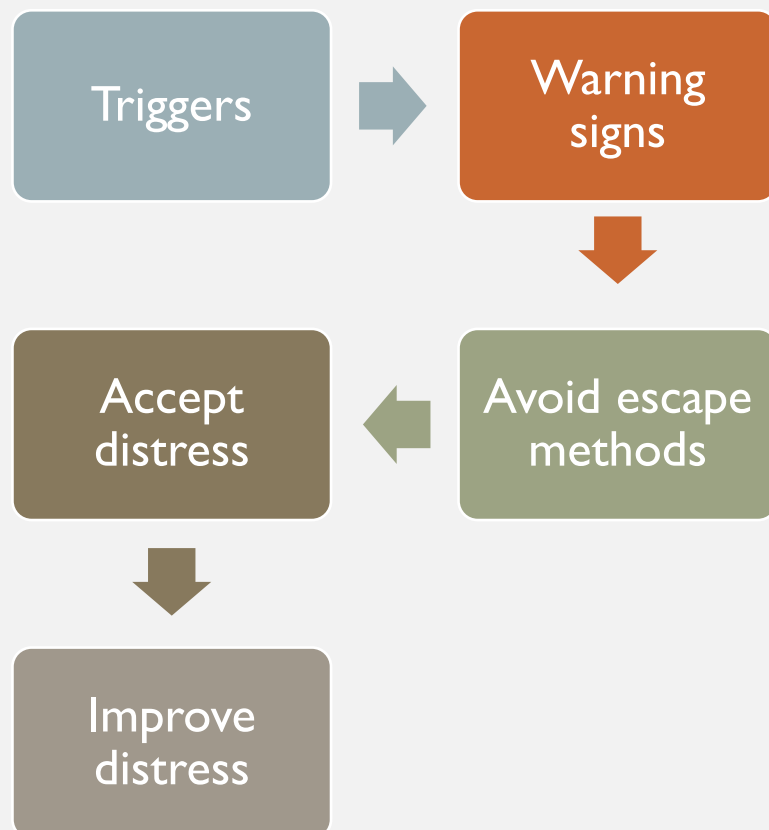 Triggers
Warning
signs
Avoid escape
methods
Accept
distress
Improve
distress